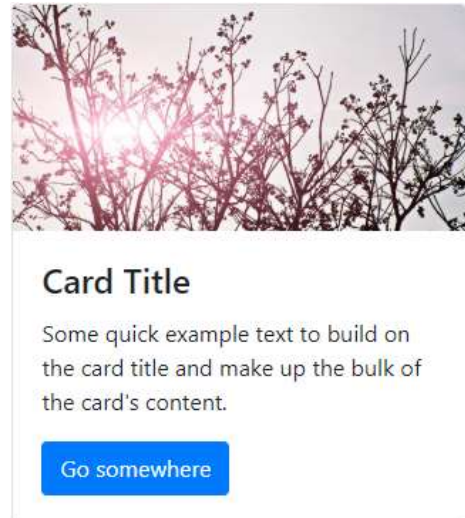 Card Title
Some quick example text to build on
the card title and make up the bulk of
the card's content.
Go somewhere